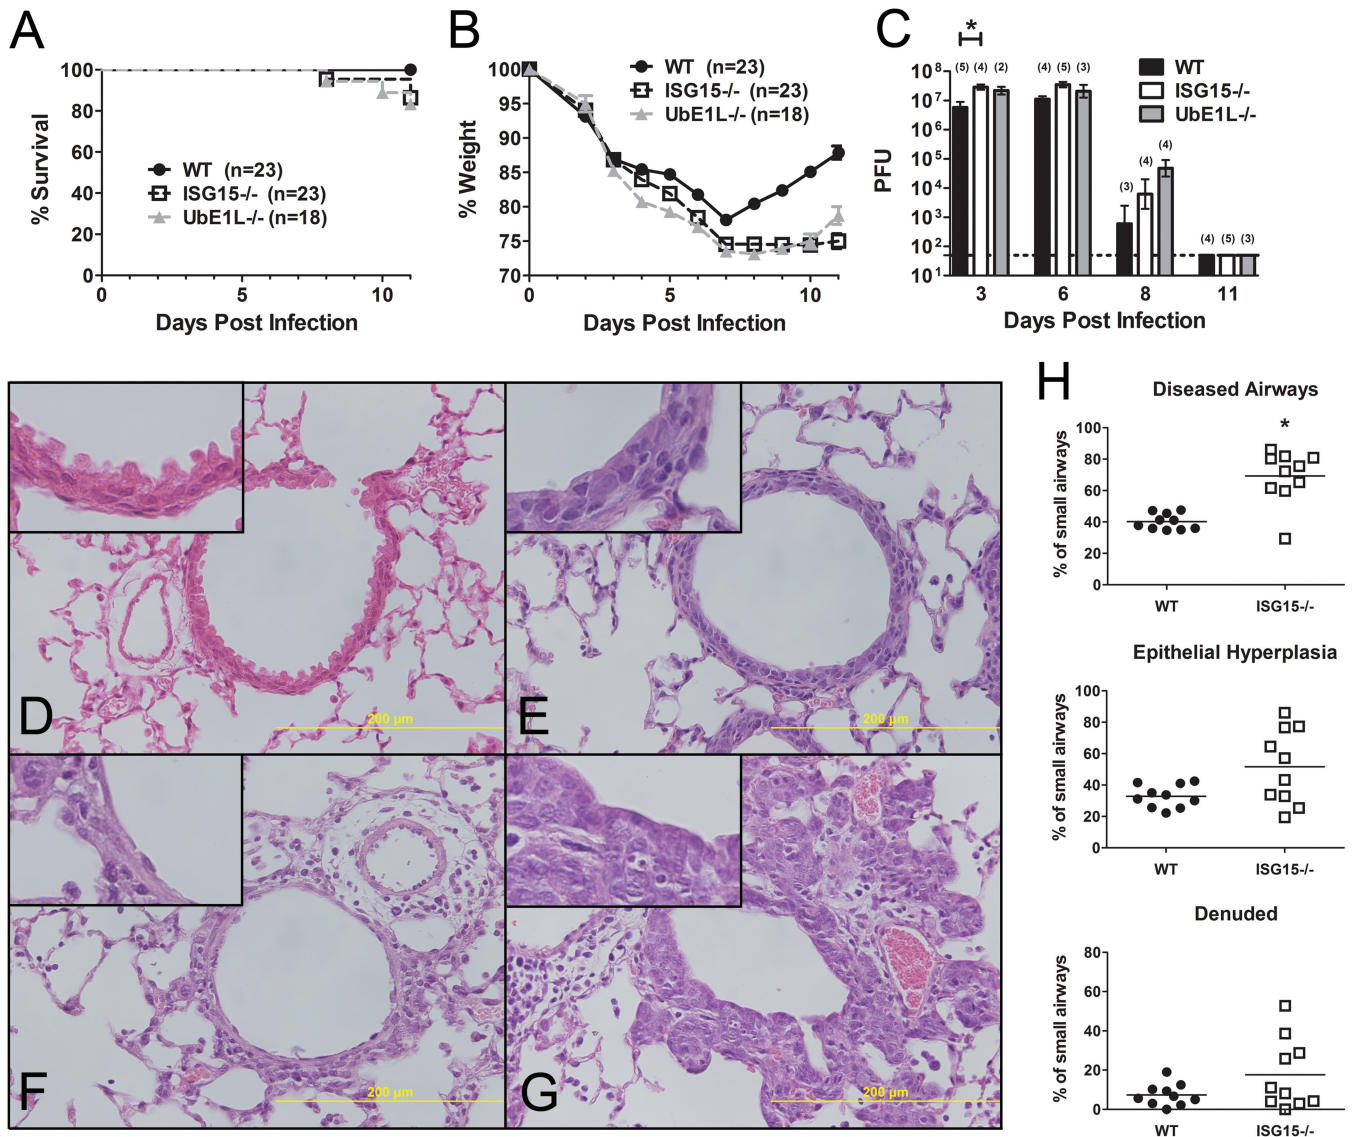 A
% Survival
100
80
60
40
20
0
0 5 10
Days Post Infection
WT (n=23)
ISG15-/- (n=23)
UbE1L-/- (n=18)
B
% Weight
100
95
90
85
80
75
70
0 5 10
Days Post Infection
WT (n=23)
ISG15-/- (n=23)
UbE1L-/- (n=18)
C
PFU
10^8
10^7
10^6
10^5
10^4
10^3
10^2
10^1
*
(5) (4) (2)
(4) (5) (3)
(3) (4) (4)
(4) (5) (3)
3 6 8 11
Days Post Infection
WT
ISG15-/-
UbE1L-/-
D
200 µm
E
200 µm
F
200 µm
G
200 µm
H
Diseased Airways
% of small airways
100
80
60
40
20
0
*
WT ISG15-/-
Epithelial Hyperplasia
% of small airways
100
80
60
40
20
0
WT ISG15-/-
Denuded
% of small airways
80
60
40
20
0
WT ISG15-/-